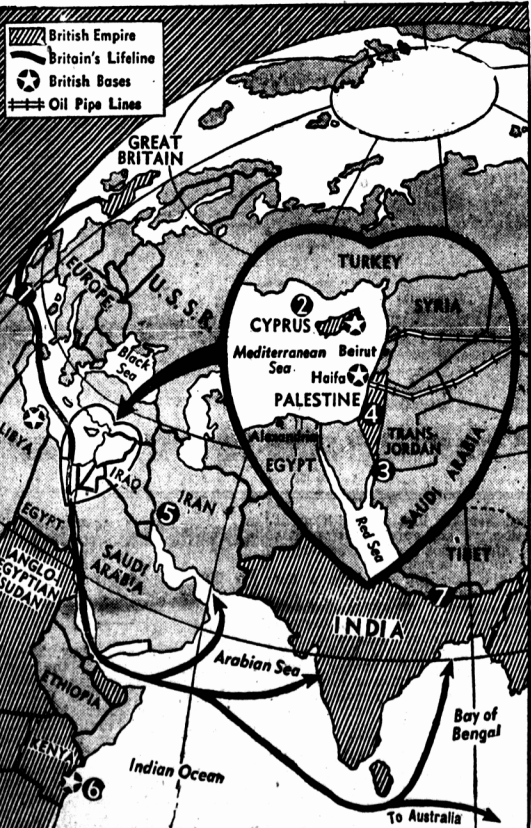 British Empire
Britain's Lifeline
British Bases
Oil Pipe Lines
GREAT
BRITAIN
EUROPE
U.S.S.R.
Black
Sea
TURKEY
SYRIA
2
CYPRUS
Mediterranean
Sea
Beirut
Haifa
PALESTINE
4
Alexandria
TRANS-
JORDAN
EGYPT
3
SAUDI ARABIA
Red Sea
LIBYA
IRAQ
IRAN
5
EGYPT
SAUDI
ARABIA
ANGLO-
EGYPTIAN
SUDAN
TIBET
7
INDIA
ETHIOPIA
Arabian Sea
Bay of
Bengal
KENYA
6
Indian Ocean
To Australia